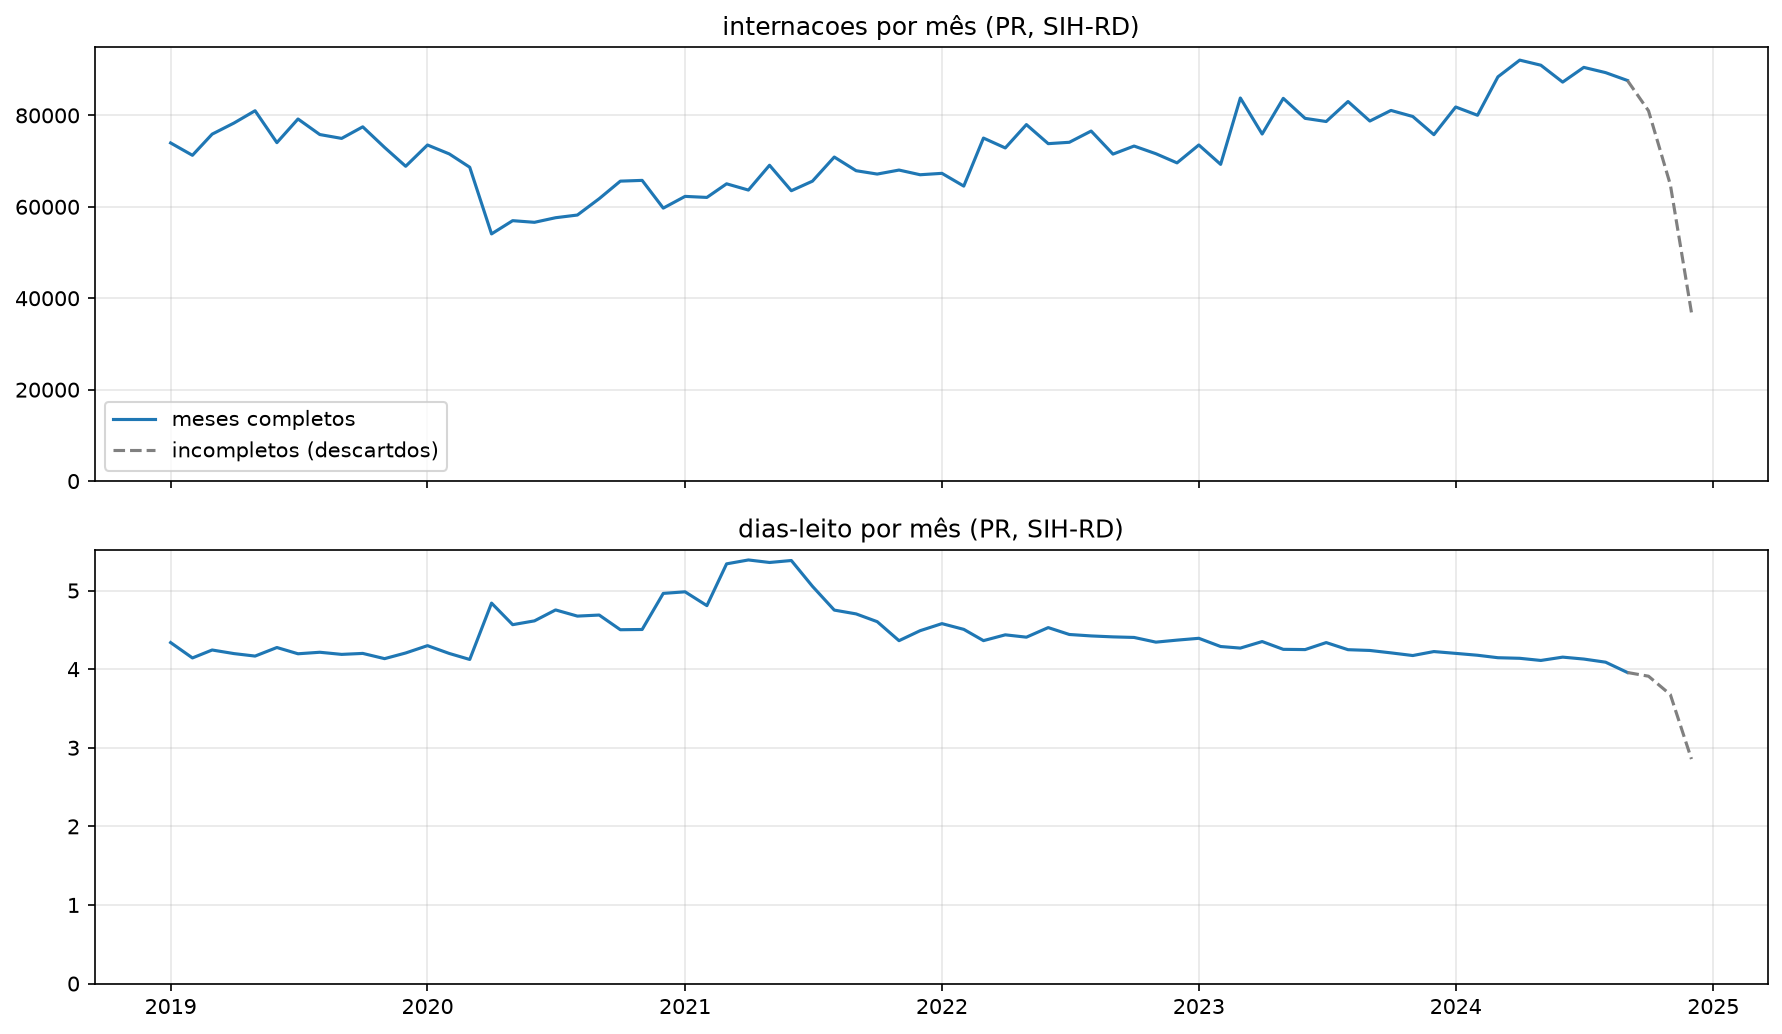 internacoes por mês (PR, SIH-RD)
80000
60000
40000
20000
0
meses completos
incompletos (descartdos)
dias-leito por mês (PR, SIH-RD)
5
4
3
2
1
0
2019 2020 2021 2022 2023 2024 2025